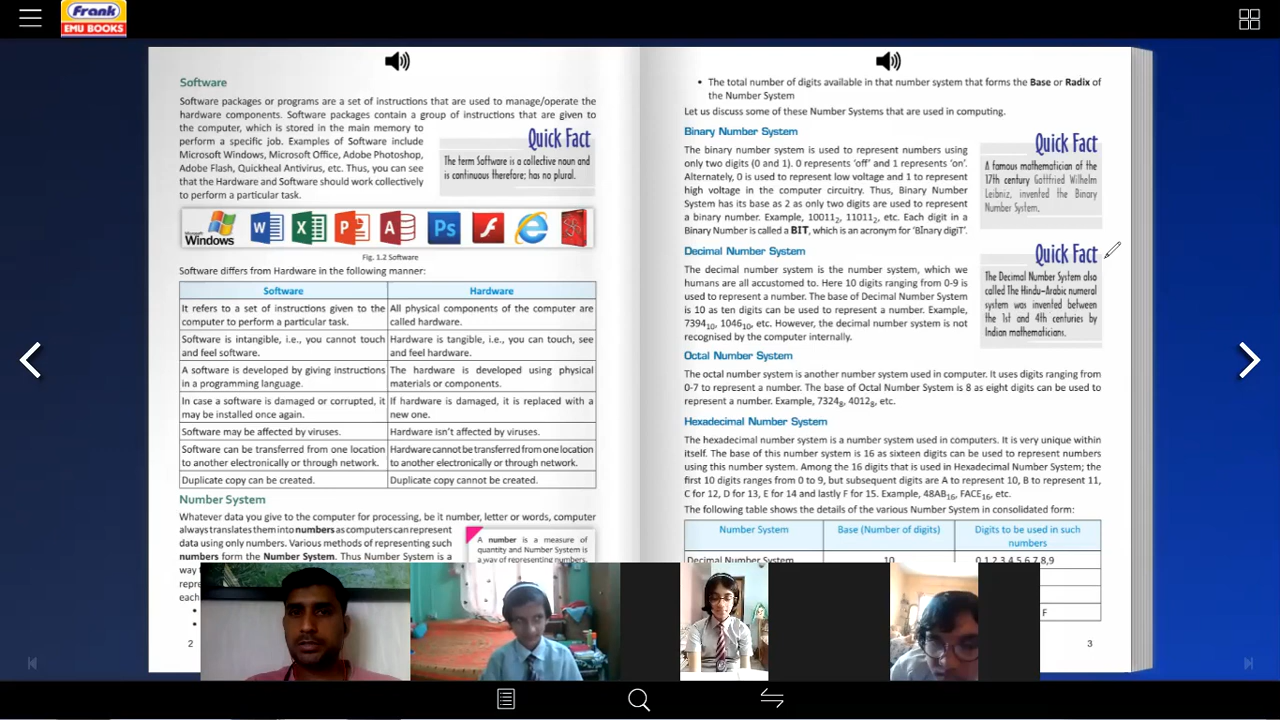 Frank
EMU BOOKS
Software
Software packages or programs are a set of instructions that are used to manage/operate the
hardware components. Software packages contain a group of instructions that are given to
the computer, which is stored in the main memory to
perform a specific job. Examples of Software include
Microsoft Windows, Microsoft Office, Adobe Photoshop,
Adobe Flash, Quickheal Antivirus, etc. Thus, you can see
that the Hardware and Software should work collectively
to perform a particular task.
Quick Fact
The term Software is a collective noun and
is continuous therefore; has no plural.
Microsoft
Windows
W
X
P
A
Ps
f
e
Fig. 1.2 Software
Software differs from Hardware in the following manner:
Software Hardware
It refers to a set of instructions given to the
computer to perform a particular task.
All physical components of the computer are
called hardware.
Software is intangible, i.e., you cannot touch
and feel software.
Hardware is tangible, i.e., you can touch, see
and feel hardware.
A software is developed by giving instructions
in a programming language.
The hardware is developed using physical
materials or components.
In case a software is damaged or corrupted, it
may be installed once again.
If hardware is damaged, it is replaced with a
new one.
Software may be affected by viruses.
Hardware isn't affected by viruses.
Software can be transferred from one location
to another electronically or through network.
Hardware cannot be transferred from one location
to another electronically or through network.
Duplicate copy can be created.
Duplicate copy cannot be created.
Number System
Whatever data you give to the computer for processing, be it number, letter or words, computer
always translates them into numbers as computers can represent
data using only numbers. Various methods of representing such
numbers form the Number System. Thus Number System is a
way
repre
each
A number is a measure of
quantity and Number System is
a way of representing numbers.
2
• The total number of digits available in that number system that forms the Base or Radix of
the Number System
Let us discuss some of these Number Systems that are used in computing.
Binary Number System
The binary number system is used to represent numbers using
only two digits (0 and 1). 0 represents 'off' and 1 represents 'on'.
Alternately, 0 is used to represent low voltage and 1 to represent
high voltage in the computer circuitry. Thus, Binary Number
System has its base as 2 as only two digits are used to represent
a binary number. Example, 10011₂, 11011₂, etc. Each digit in a
Binary Number is called a BIT, which is an acronym for 'BInary digiT'.
Quick Fact
A famous mathematician of the
17th century Gottfried Wilhelm
Leibniz, invented the Binary
Number System.
Decimal Number System
The decimal number system is the number system, which we
humans are all accustomed to. Here 10 digits ranging from 0-9 is
used to represent a number. The base of Decimal Number System
is 10 as ten digits can be used to represent a number. Example,
7394₁₀, 1046₁₀, etc. However, the decimal number system is not
recognised by the computer internally.
Quick Fact
The Decimal Number System also
called The Hindu-Arabic numeral
system was invented between
the 1st and 4th centuries by
Indian mathematicians.
Octal Number System
The octal number system is another number system used in computer. It uses digits ranging from
0-7 to represent a number. The base of Octal Number System is 8 as eight digits can be used to
represent a number. Example, 7324₈, 4012₈, etc.
Hexadecimal Number System
The hexadecimal number system is a number system used in computers. It is very unique within
itself. The base of this number system is 16 as sixteen digits can be used to represent numbers
using this number system. Among the 16 digits that is used in Hexadecimal Number System; the
first 10 digits ranges from 0 to 9, but subsequent digits are A to represent 10, B to represent 11,
C for 12, D for 13, E for 14 and lastly F for 15. Example, 48AB₁₆, FACE₁₆, etc.
The following table shows the details of the various Number System in consolidated form:
Number System Base (Number of digits) Digits to be used in such
numbers
Decimal Number System 10 0,1,2,3,4,5,6,7,8,9
F
3